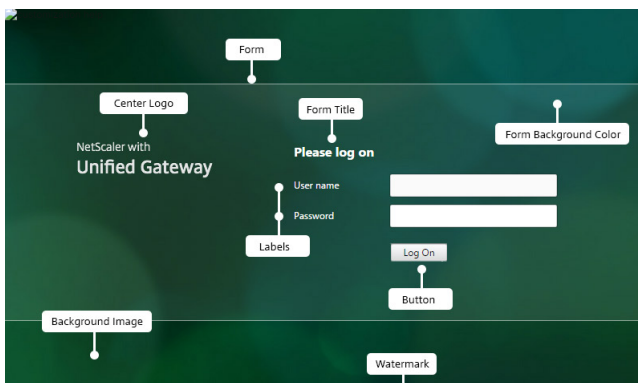 Form
Center Logo
Form Title
Form Background Color
NetScaler with
Unified Gateway
Please log on
User name
Password
Labels
Log On
Button
Background Image
Watermark